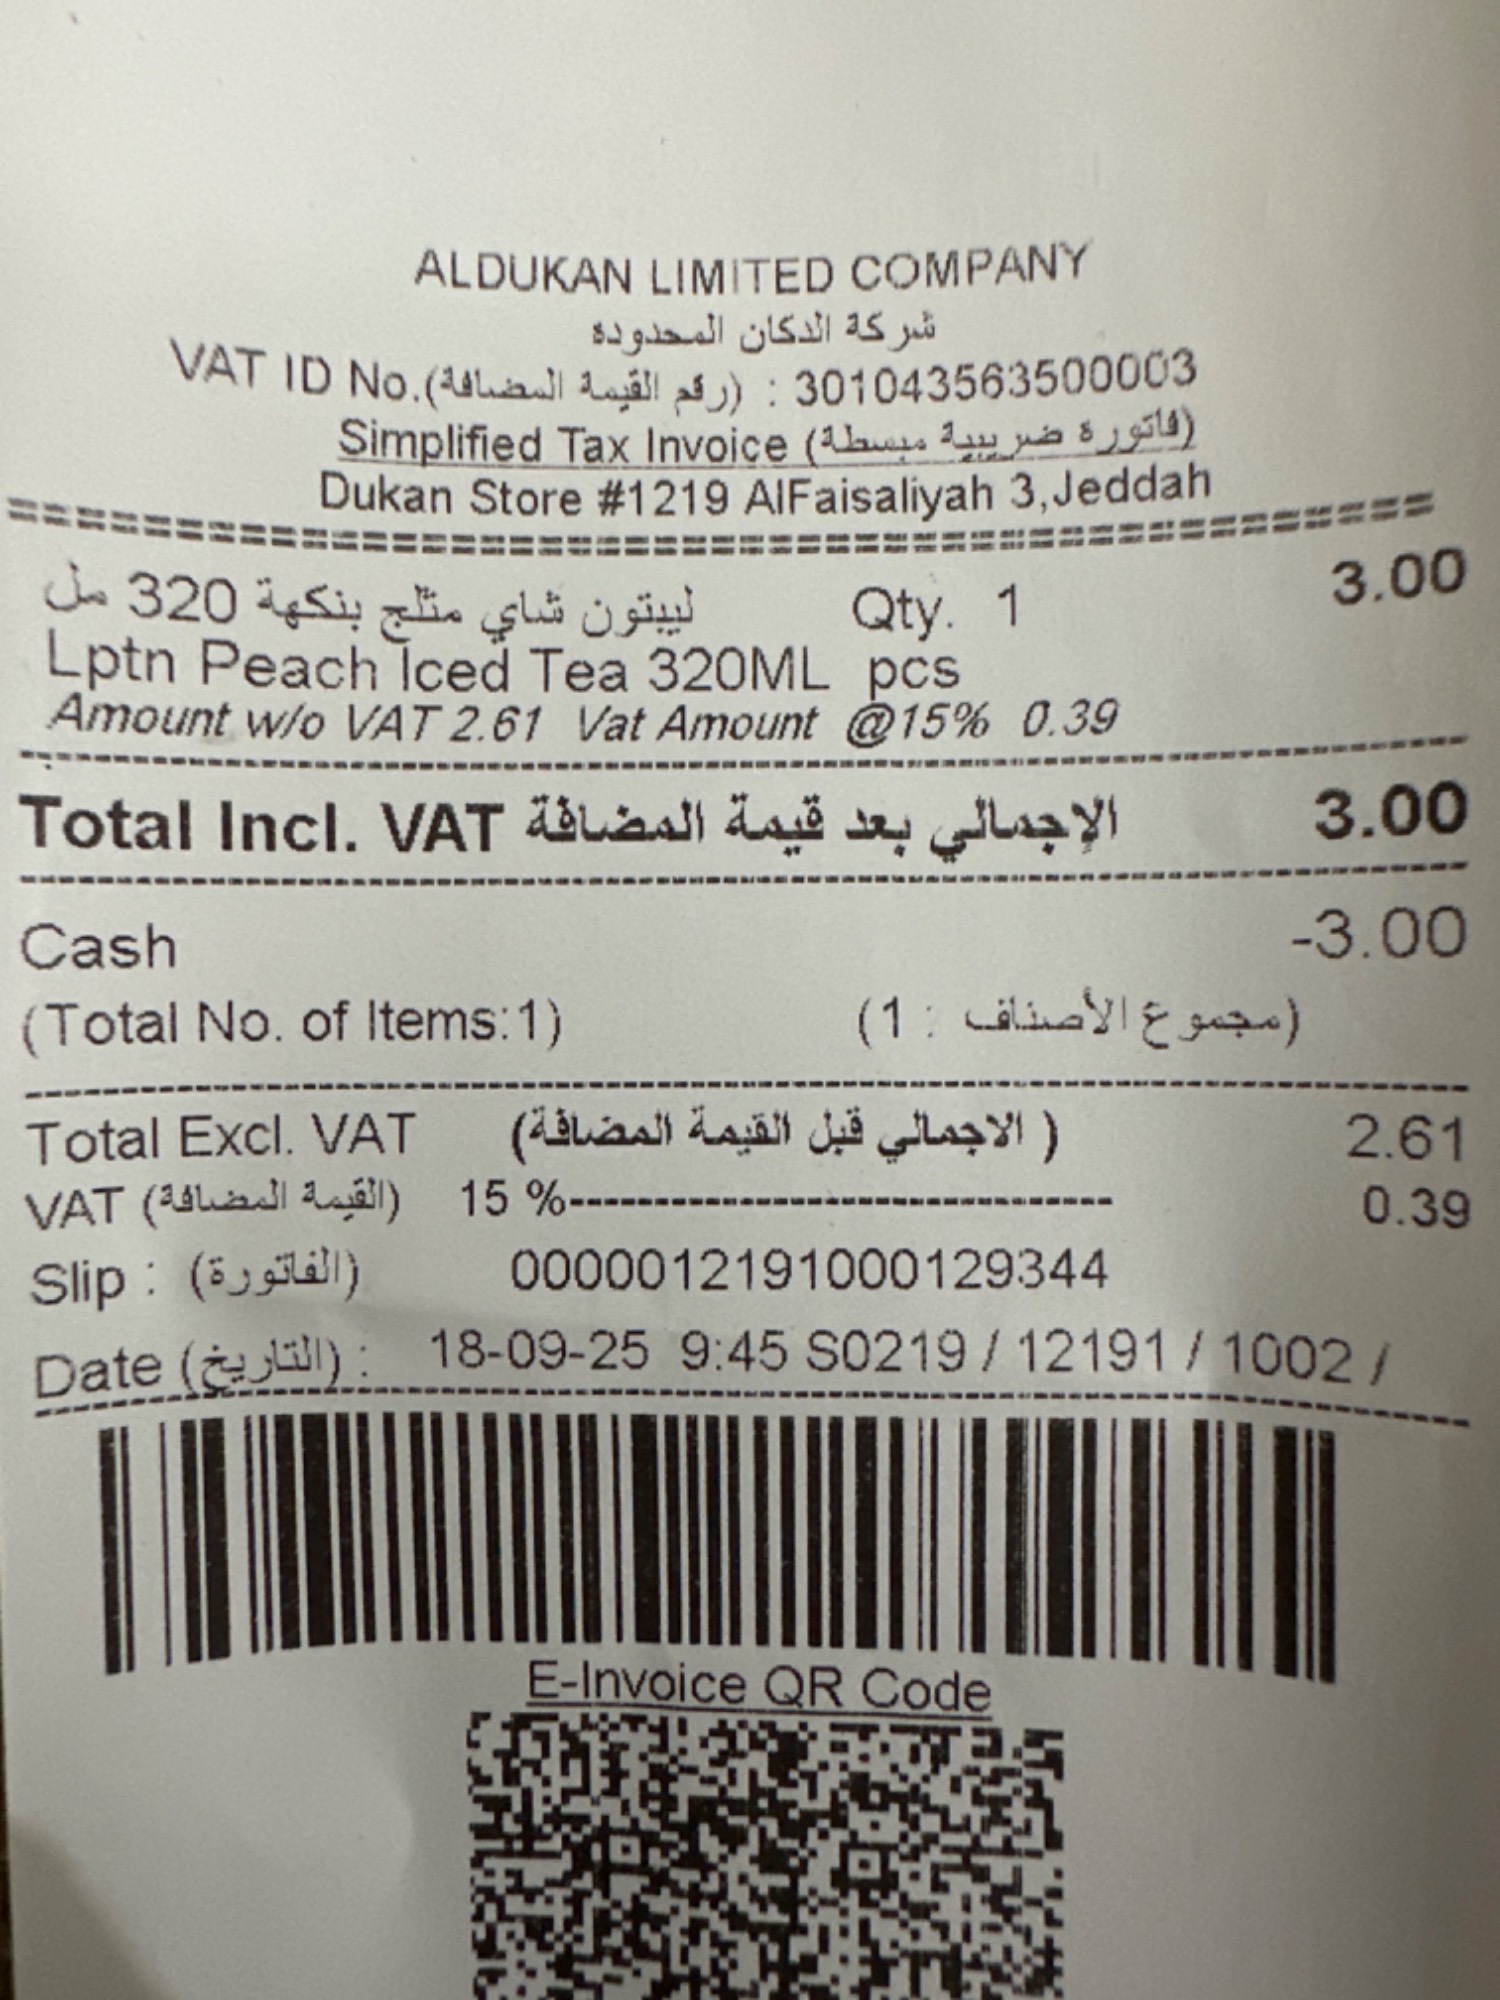 ALDUKAN LIMITED COMPANY
شركة الدكان المحدوده
VAT ID No.(رقم القيمة المضافة) : 301043563500003
Simplified Tax Invoice (فاتورة ضريبية مبسطة)
Dukan Store #1219 AlFaisaliyah 3,Jeddah
ليبتون شاي مثلج بنكهة 320 مل Qty. 1 3.00
Lptn Peach Iced Tea 320ML pcs
Amount w/o VAT 2.61 Vat Amount @15% 0.39
Total Incl. VAT الإجمالي بعد قيمة المضافة 3.00
Cash -3.00
(Total No. of Items:1) (مجموع الأصناف : 1)
Total Excl. VAT (الاجمالي قبل القيمة المضافة ) 2.61
VAT (القيمة المضافة) 15 %------------------------------ 0.39
Slip : (الفاتورة) 0000012191000129344
Date (التاريخ) : 18-09-25 9:45 S0219 / 12191 / 1002 /
E-Invoice QR Code